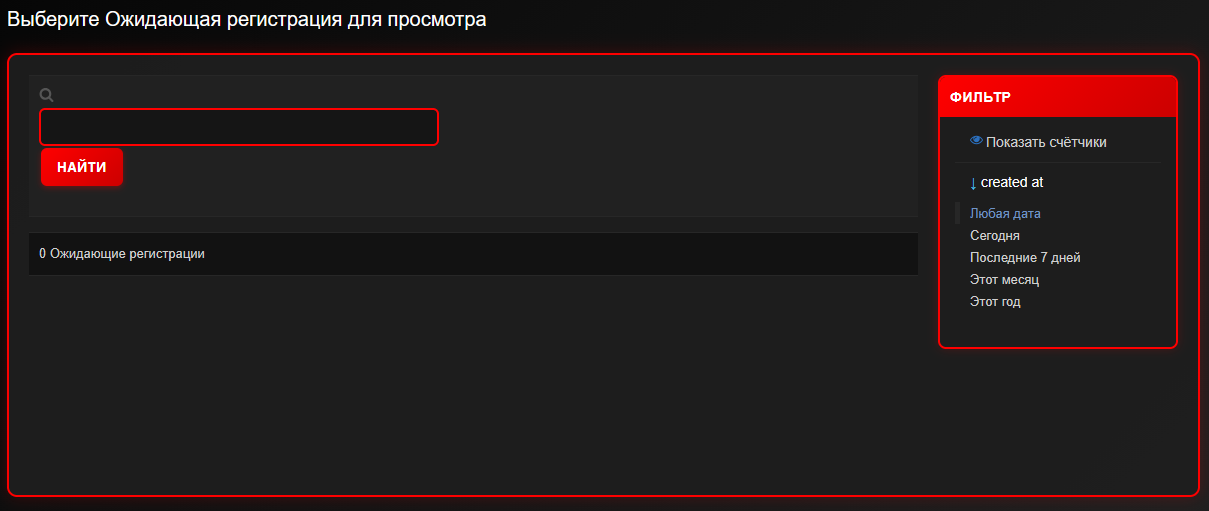 Выберите Ожидающая регистрация для просмотра
НАЙТИ
0 Ожидающие регистрации
ФИЛЬТР
Показать счётчики
↓ created at
Любая дата
Сегодня
Последние 7 дней
Этот месяц
Этот год